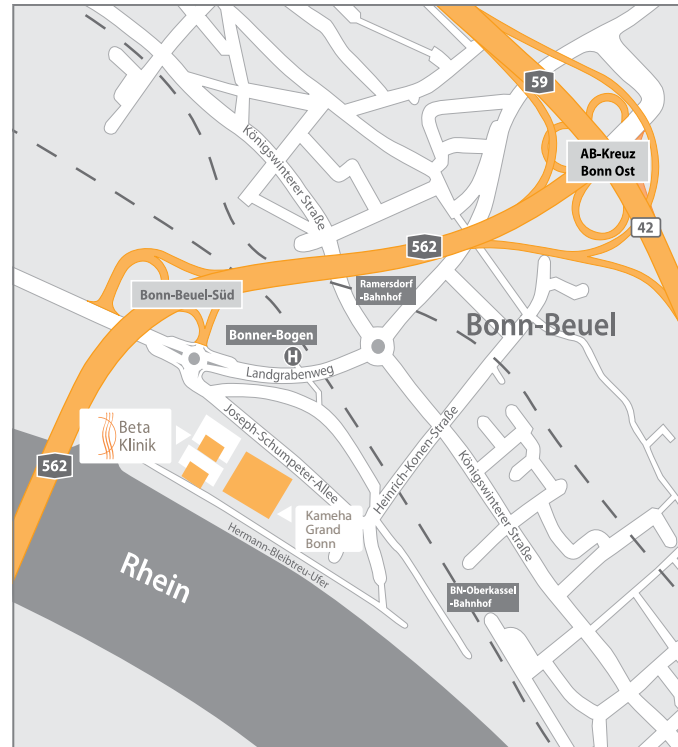 59
AB-Kreuz
Bonn Ost
Königswinterer Straße
42
562
Ramersdorf
-Bahnhof
Bonn-Beuel-Süd
Bonn-Beuel
Bonner-Bogen
H
Landgrabenweg
Joseph-Schumpeter-Allee
Beta
Klinik
Heinrich-Konen-Straße
Königswinterer Straße
562
Kameha
Grand
Bonn
Hermann-Bleibtreu-Ufer
Rhein
BN-Oberkassel
-Bahnhof